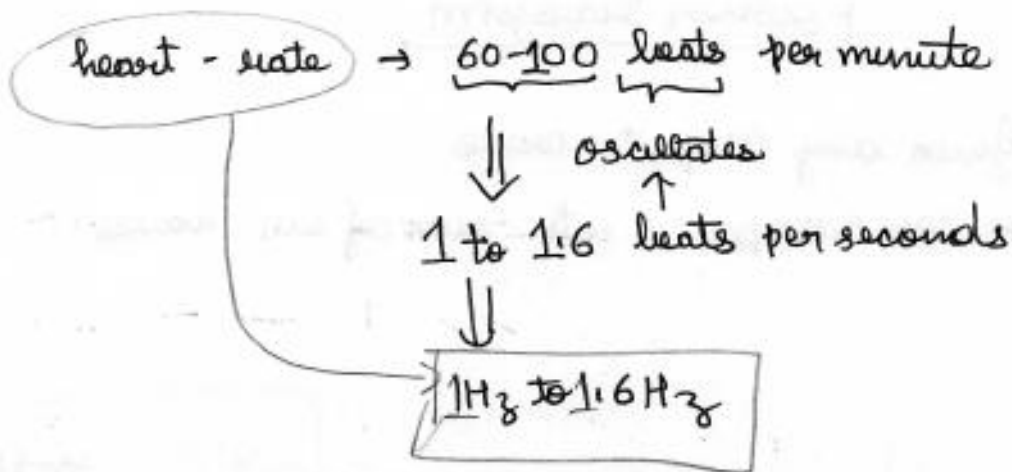 heart - rate → 60-100 beats per minute
oscillates
1 to 1.6 beats per seconds
1Hz to 1.6Hz